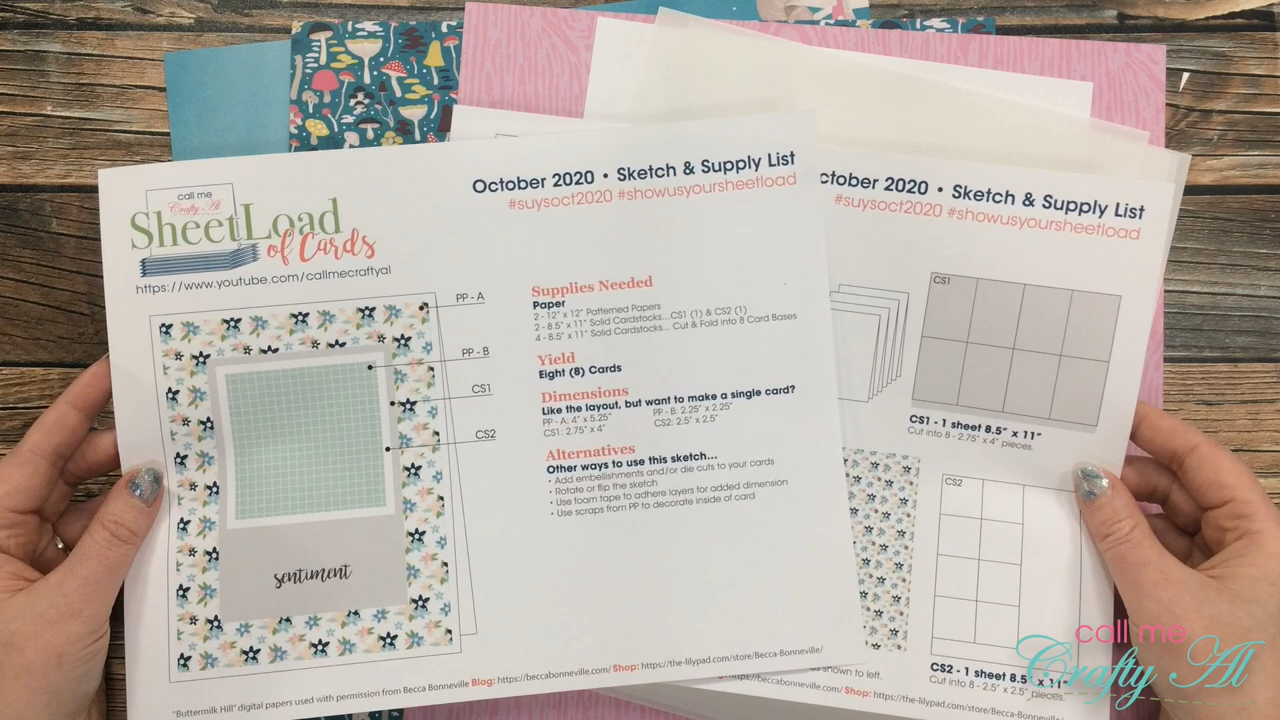 call me
Crafty Al
SheetLoad
of Cards
https://www.youtube.com/callmecraftyal
October 2020 • Sketch & Supply List
#suysoct2020 #showusyoursheetload
PP - A
PP - B
CS1
CS2
sentiment
Supplies Needed
Paper
2 - 12" x 12" Patterned Papers
2 - 8.5" x 11" Solid Cardstocks...CS1 (1) & CS2 (1)
4 - 8.5" x 11" Solid Cardstocks... Cut & Fold into 8 Card Bases
Yield
Eight (8) Cards
Dimensions
Like the layout, but want to make a single card?
PP - A: 4" x 5.25" PP - B: 2.25" x 2.25"
CS1: 2.75" x 4" CS2: 2.5" x 2.5"
Alternatives
Other ways to use this sketch...
• Add embellishments and/or die cuts to your cards
• Rotate or flip the sketch
• Use foam tape to adhere layers for added dimension
• Use scraps from PP to decorate inside of card
"Buttermilk Hill" digital papers used with permission from Becca Bonneville Blog: https://beccabonneville.com/ Shop: https://the-lilypad.com/store/Becca-Bonneville/
ctober 2020 • Sketch & Supply List
#suysoct2020 #showusyoursheetload
CS1
CS1 - 1 sheet 8.5" x 11"
Cut into 8 - 2.75" x 4" pieces.
CS2
CS2 - 1 sheet 8.5" x 11"
Cut into 8 - 2.5" x 2.5" pieces.
as shown to left.
https://beccabonneville.com/ Shop: https://the-lilypad.com/store/Becca-Bonneville/
call me
Crafty Al